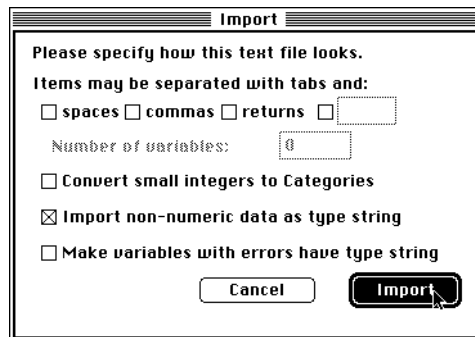 Import
Please specify how this text file looks.
Items may be separated with tabs and:
spaces commas returns
Number of variables: 0
Convert small integers to Categories
Import non-numeric data as type string
Make variables with errors have type string
Cancel Import